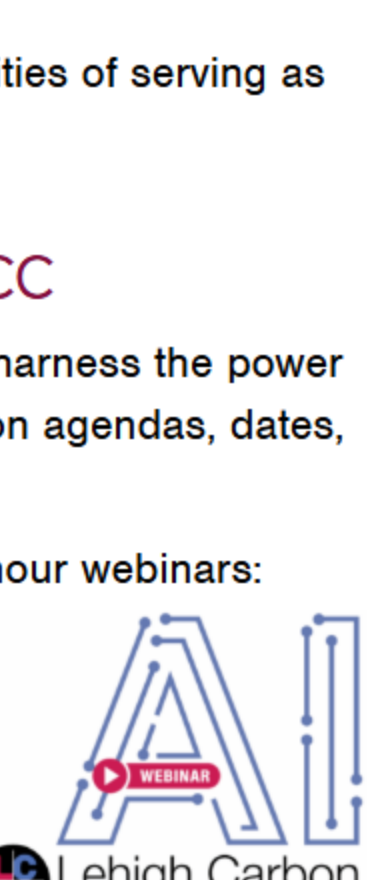 ties of serving as
CC
harness the power
on agendas, dates,
hour webinars:
AI
WEBINAR
Lehigh Carbon